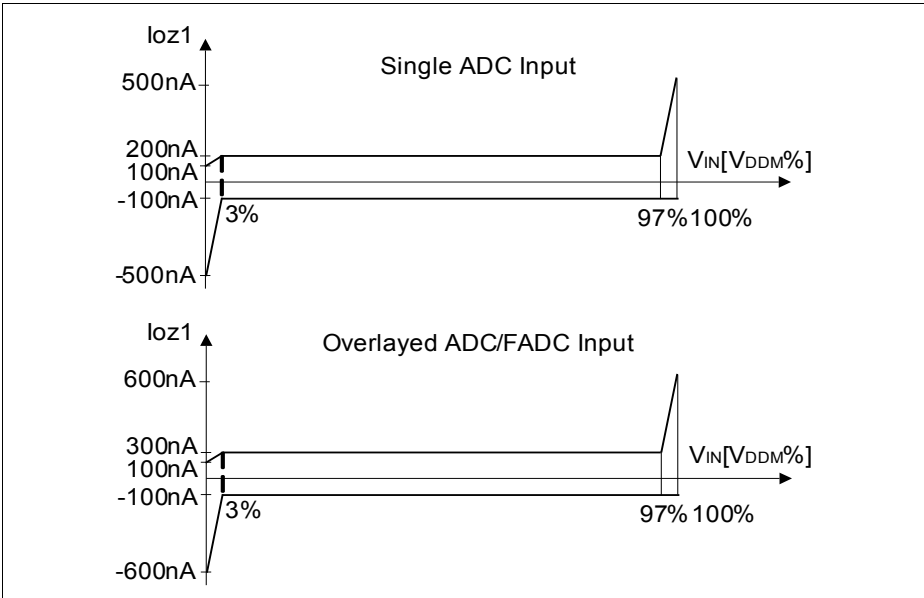 Ioz1
Single ADC Input
500nA
200nA
VIN[VDDM%]
100nA
-100nA
3%
97% 100%
-500nA
Ioz1
Overlayed ADC/FADC Input
600nA
300nA
VIN[VDDM%]
100nA
-100nA
3%
97% 100%
-600nA